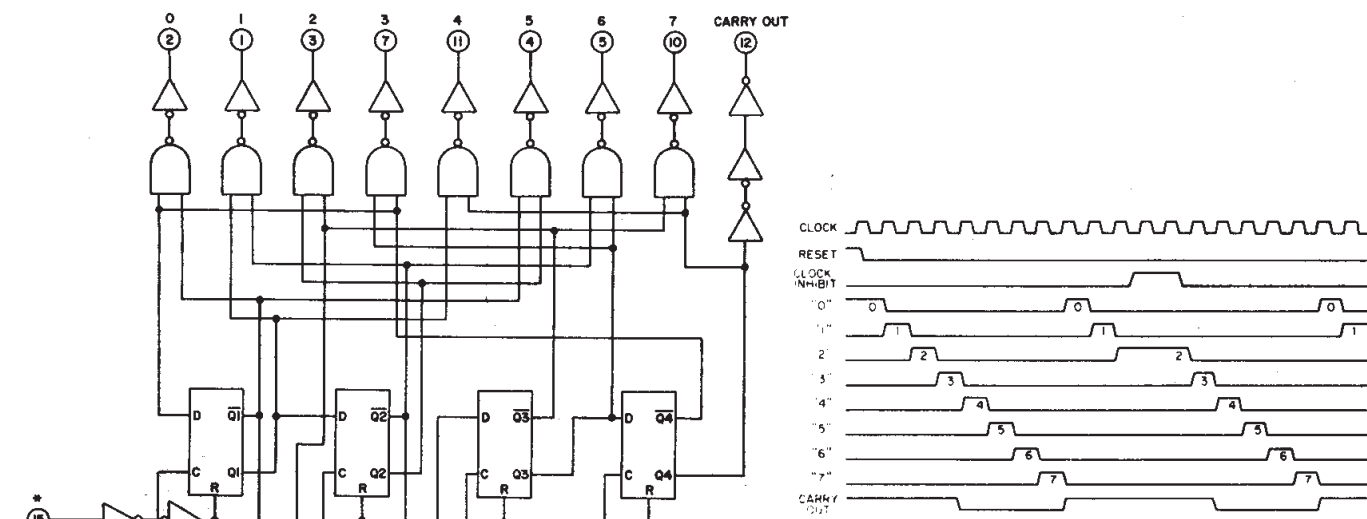 0 1 2 3 4 5 6 7 CARRY OUT
2 1 3 7 11 4 5 10 12
D Q1 D Q2 D Q3 D Q4
C Q1 C Q2 C Q3 C Q4
R R R R
*
15
CLOCK
RESET
CLOCK
INHIBIT
"0" 0 0 0
"1" 1 1 1
2" 2 2
"3" 3 3
"4" 4 4
"5" 5 5
"6" 6 6
"7" 7 7
CARRY
OUT